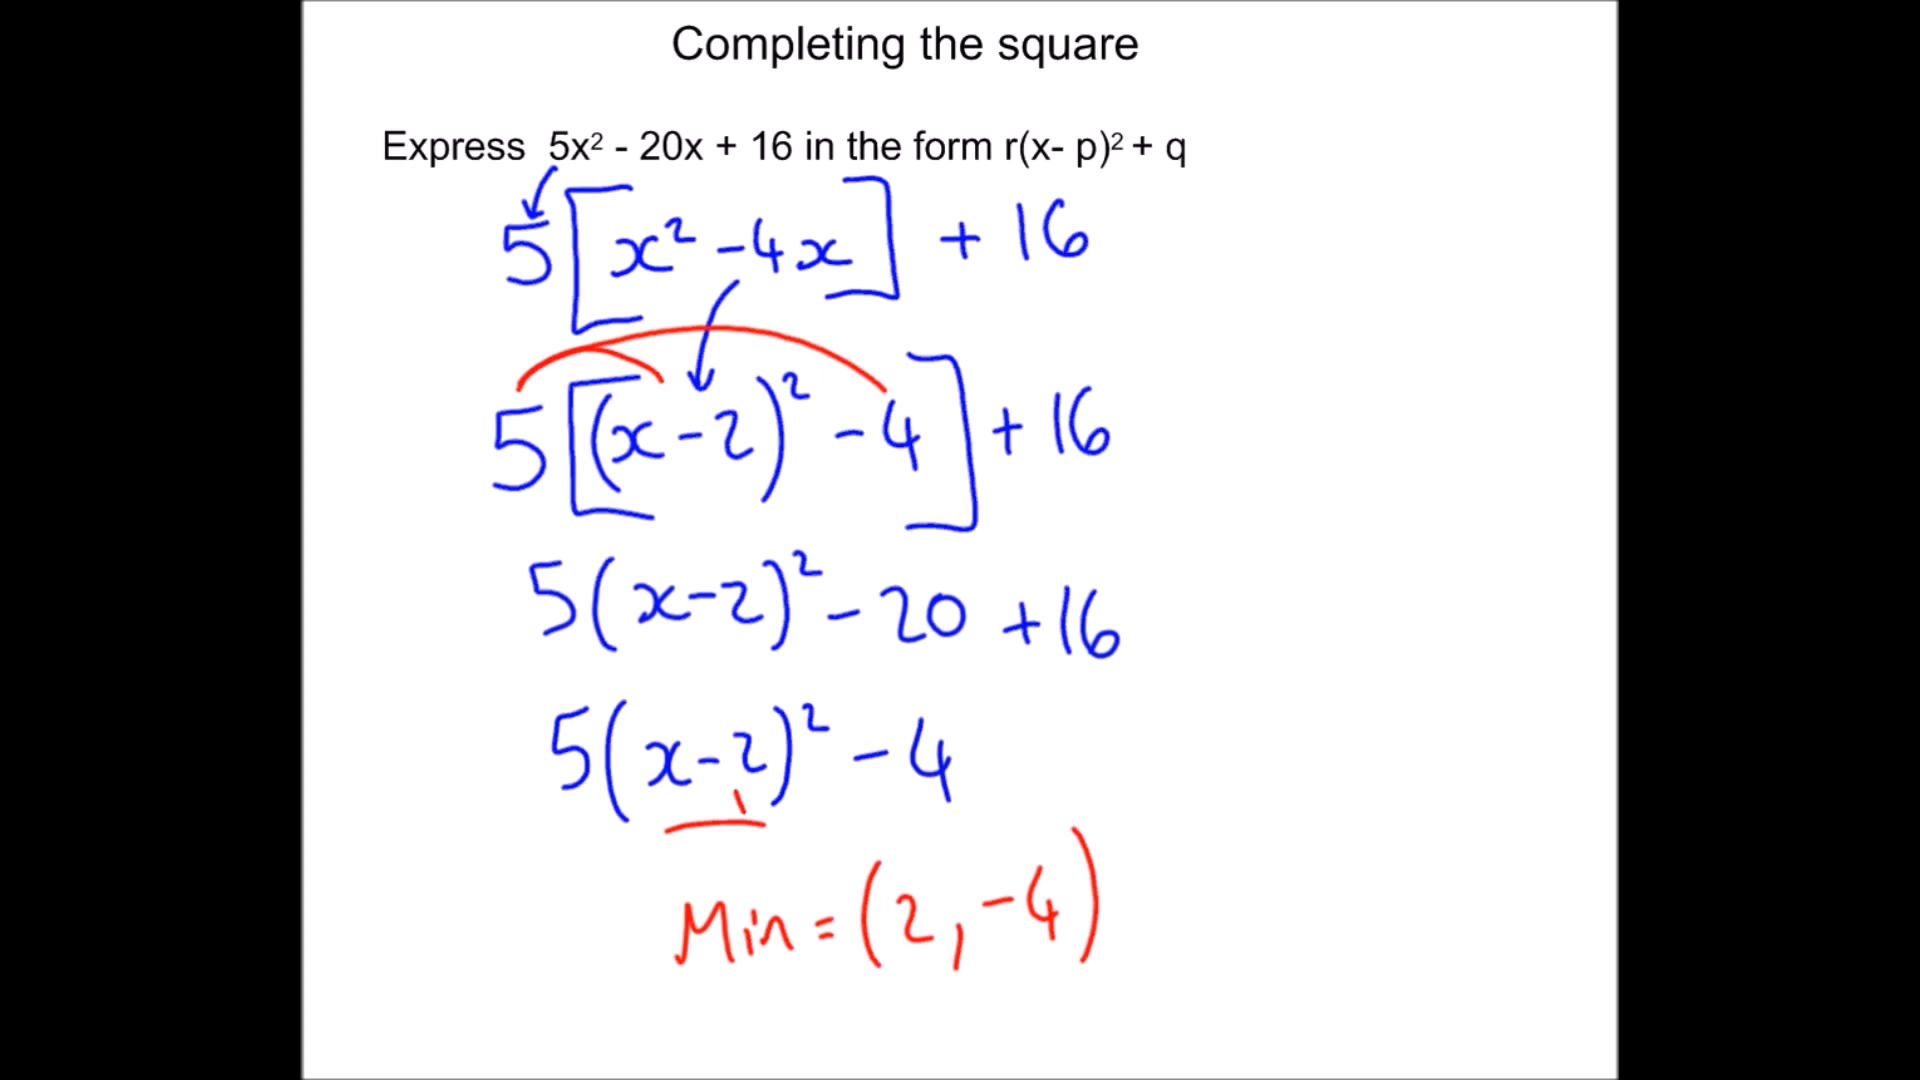 Completing the square
Express 5x² - 20x + 16 in the form r(x- p)² + q
5[x² -4x] + 16
5[(x-2)² -4] + 16
5(x-2)² - 20 +16
5(x-2)² - 4
Min = (2, -4)